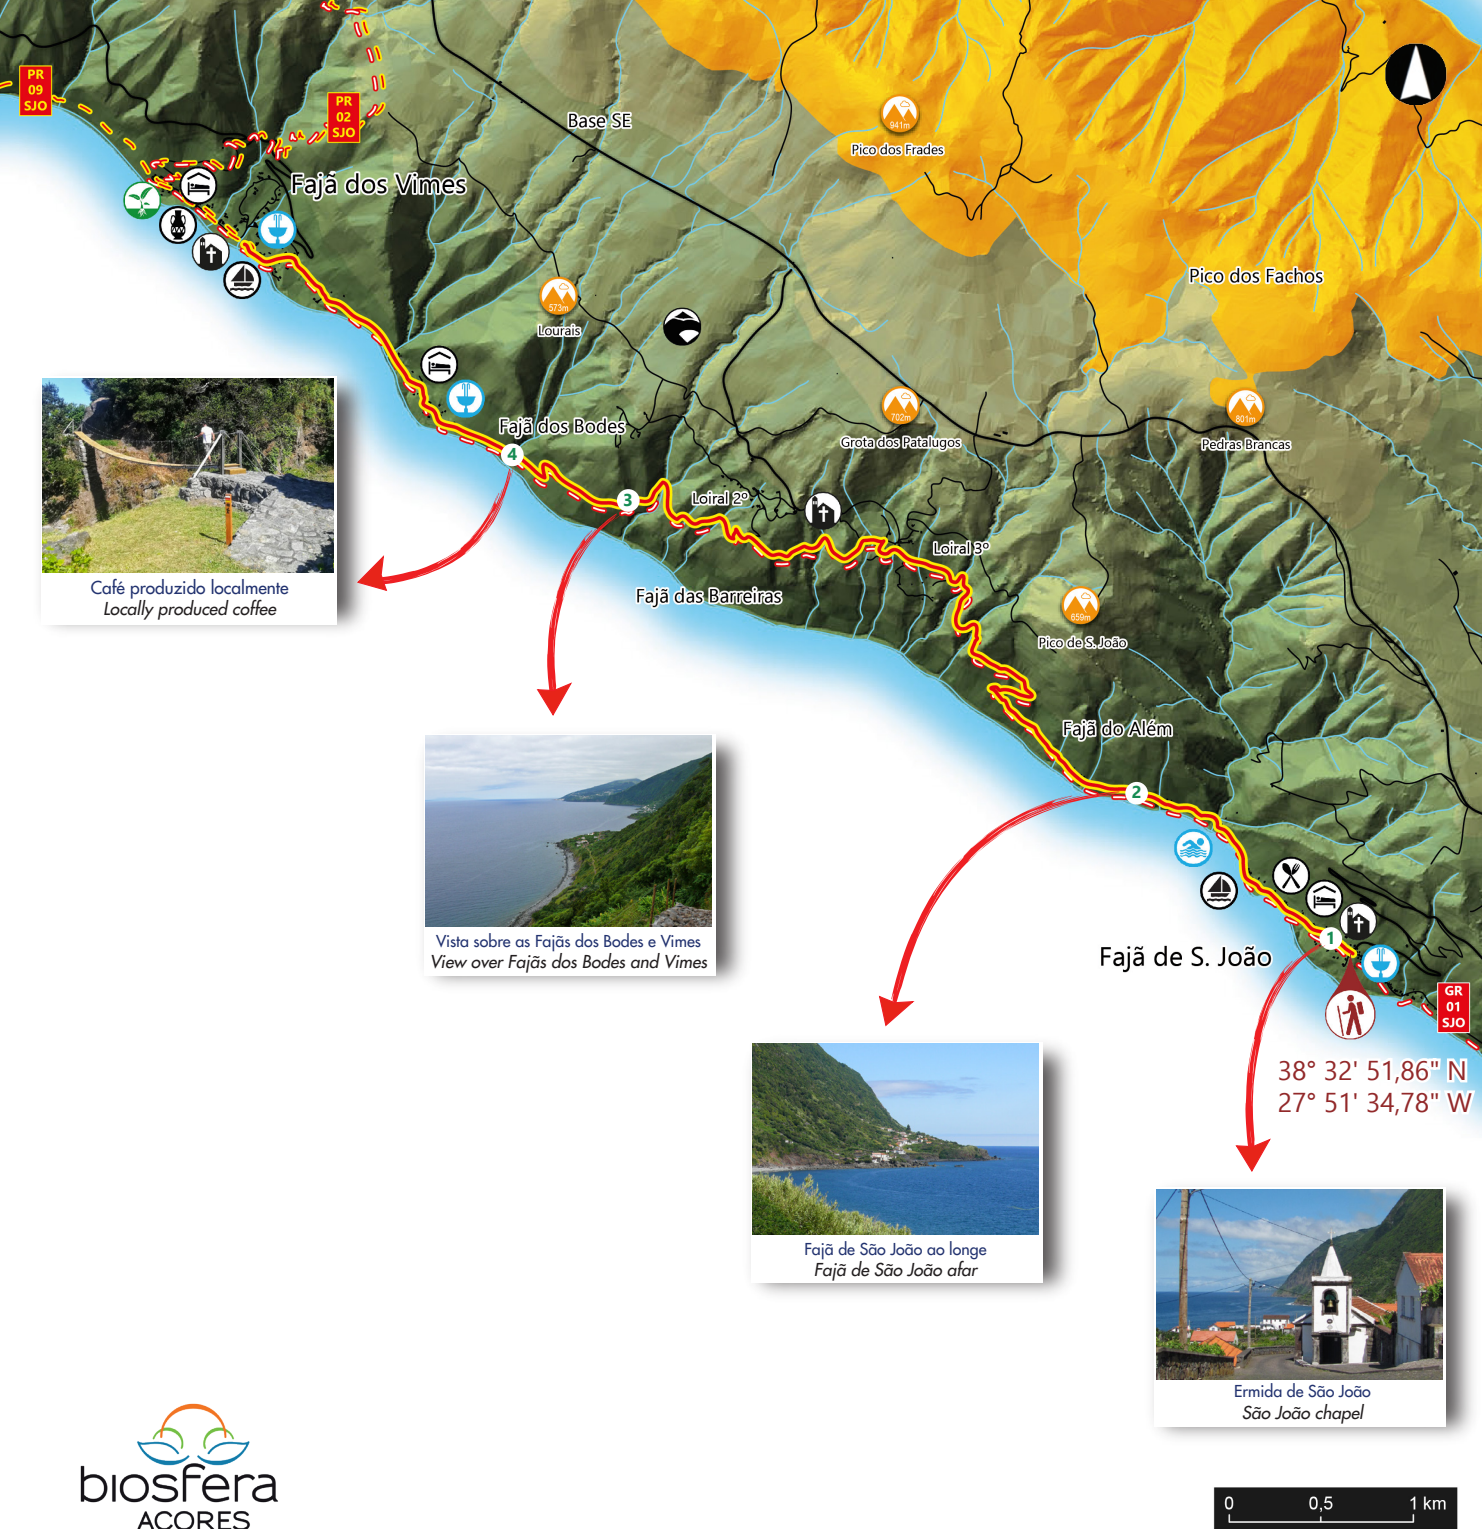 PR
09
SJO
PR
02
SJO
Base SE
941m
Pico dos Frades
Fajã dos Vimes
Pico dos Fachos
573m
Lourais
702m
Grota dos Patalugos
801m
Pedras Brancas
Fajã dos Bodes
4
3
Loiral 2º
Loiral 3º
Fajã das Barreiras
659m
Pico de S. João
Fajã do Além
2
1
Fajã de S. João
GR
01
SJO
38° 32' 51,86" N
27° 51' 34,78" W
Café produzido localmente
Locally produced coffee
Vista sobre as Fajãs dos Bodes e Vimes
View over Fajãs dos Bodes and Vimes
Fajã de São João ao longe
Fajã de São João afar
Ermida de São João
São João chapel
biosfera
AÇORES
0 0,5 1 km